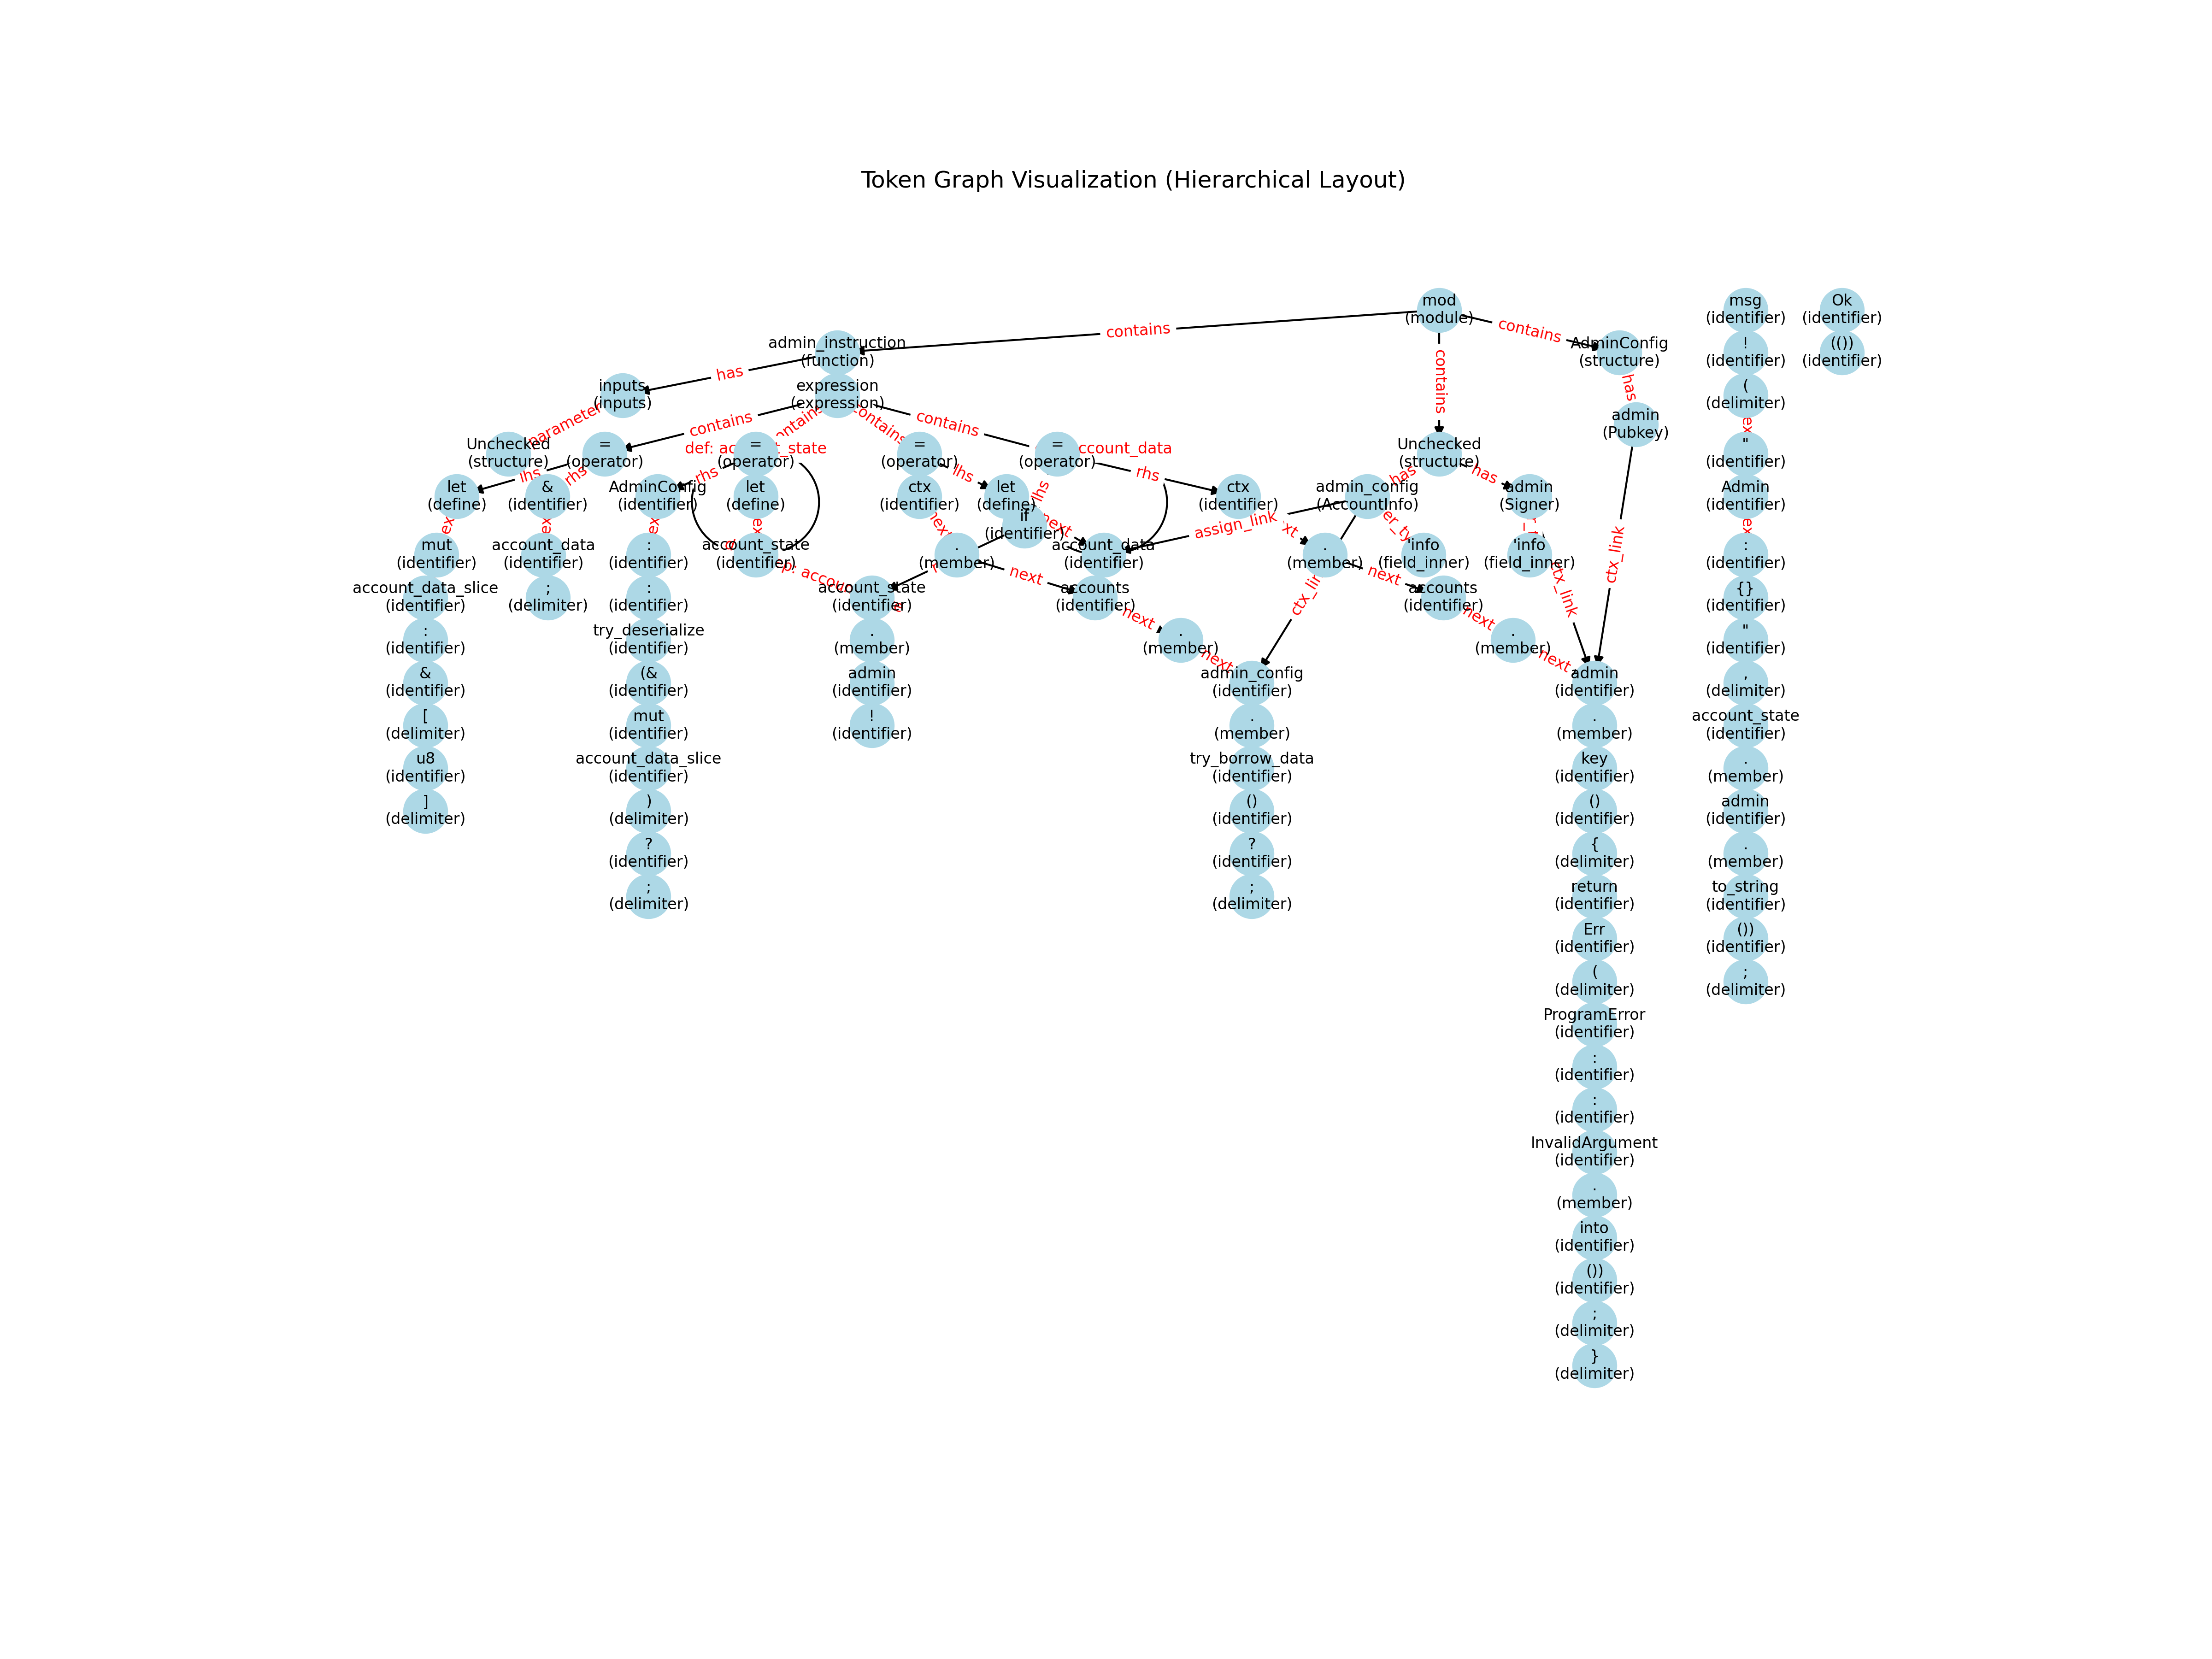 Token Graph Visualization (Hierarchical Layout)
mod
(module)
msg
(identifier)
Ok
(identifier)
contains
contains
contains
admin_instruction
(function)
AdminConfig
(structure)
!
(identifier)
(())
(identifier)
has
has
inputs
(inputs)
expression
(expression)
(
(delimiter)
admin
(Pubkey)
parameter
contains
contains
Unchecked
(structure)
=
(operator)
def: account_state
=
(operator)
=
(operator)
=
(operator)
Unchecked
(structure)
"
(identifier)
lhs
rhs
rhs
lhs
lhs
rhs
has
has
let
(define)
&
(identifier)
AdminConfig
(identifier)
let
(define)
ctx
(identifier)
let
(define)
ctx
(identifier)
admin_config
(AccountInfo)
admin
(Signer)
Admin
(identifier)
if
(identifier)
next
assign_link
mut
(identifier)
account_data
(identifier)
:
(identifier)
account_state
(identifier)
.
(member)
account_data
(identifier)
.
(member)
'info
(field_inner)
'info
(field_inner)
:
(identifier)
ctx_link
next
next
ctx_link
account_data_slice
(identifier)
;
(delimiter)
:
(identifier)
account_state
(identifier)
accounts
(identifier)
accounts
(identifier)
{}
(identifier)
next
next
:
(identifier)
try_deserialize
(identifier)
.
(member)
.
(member)
.
(member)
"
(identifier)
next
next
&
(identifier)
(&
(identifier)
admin
(identifier)
admin_config
(identifier)
admin
(identifier)
,
(delimiter)
[
(delimiter)
mut
(identifier)
!
(identifier)
.
(member)
.
(member)
account_state
(identifier)
u8
(identifier)
account_data_slice
(identifier)
try_borrow_data
(identifier)
key
(identifier)
.
(member)
]
(delimiter)
)
(delimiter)
()
(identifier)
()
(identifier)
admin
(identifier)
?
(identifier)
?
(identifier)
{
(delimiter)
.
(member)
;
(delimiter)
;
(delimiter)
return
(identifier)
to_string
(identifier)
Err
(identifier)
())
(identifier)
(
(delimiter)
;
(delimiter)
ProgramError
(identifier)
:
(identifier)
:
(identifier)
InvalidArgument
(identifier)
.
(member)
into
(identifier)
())
(identifier)
;
(delimiter)
}
(delimiter)